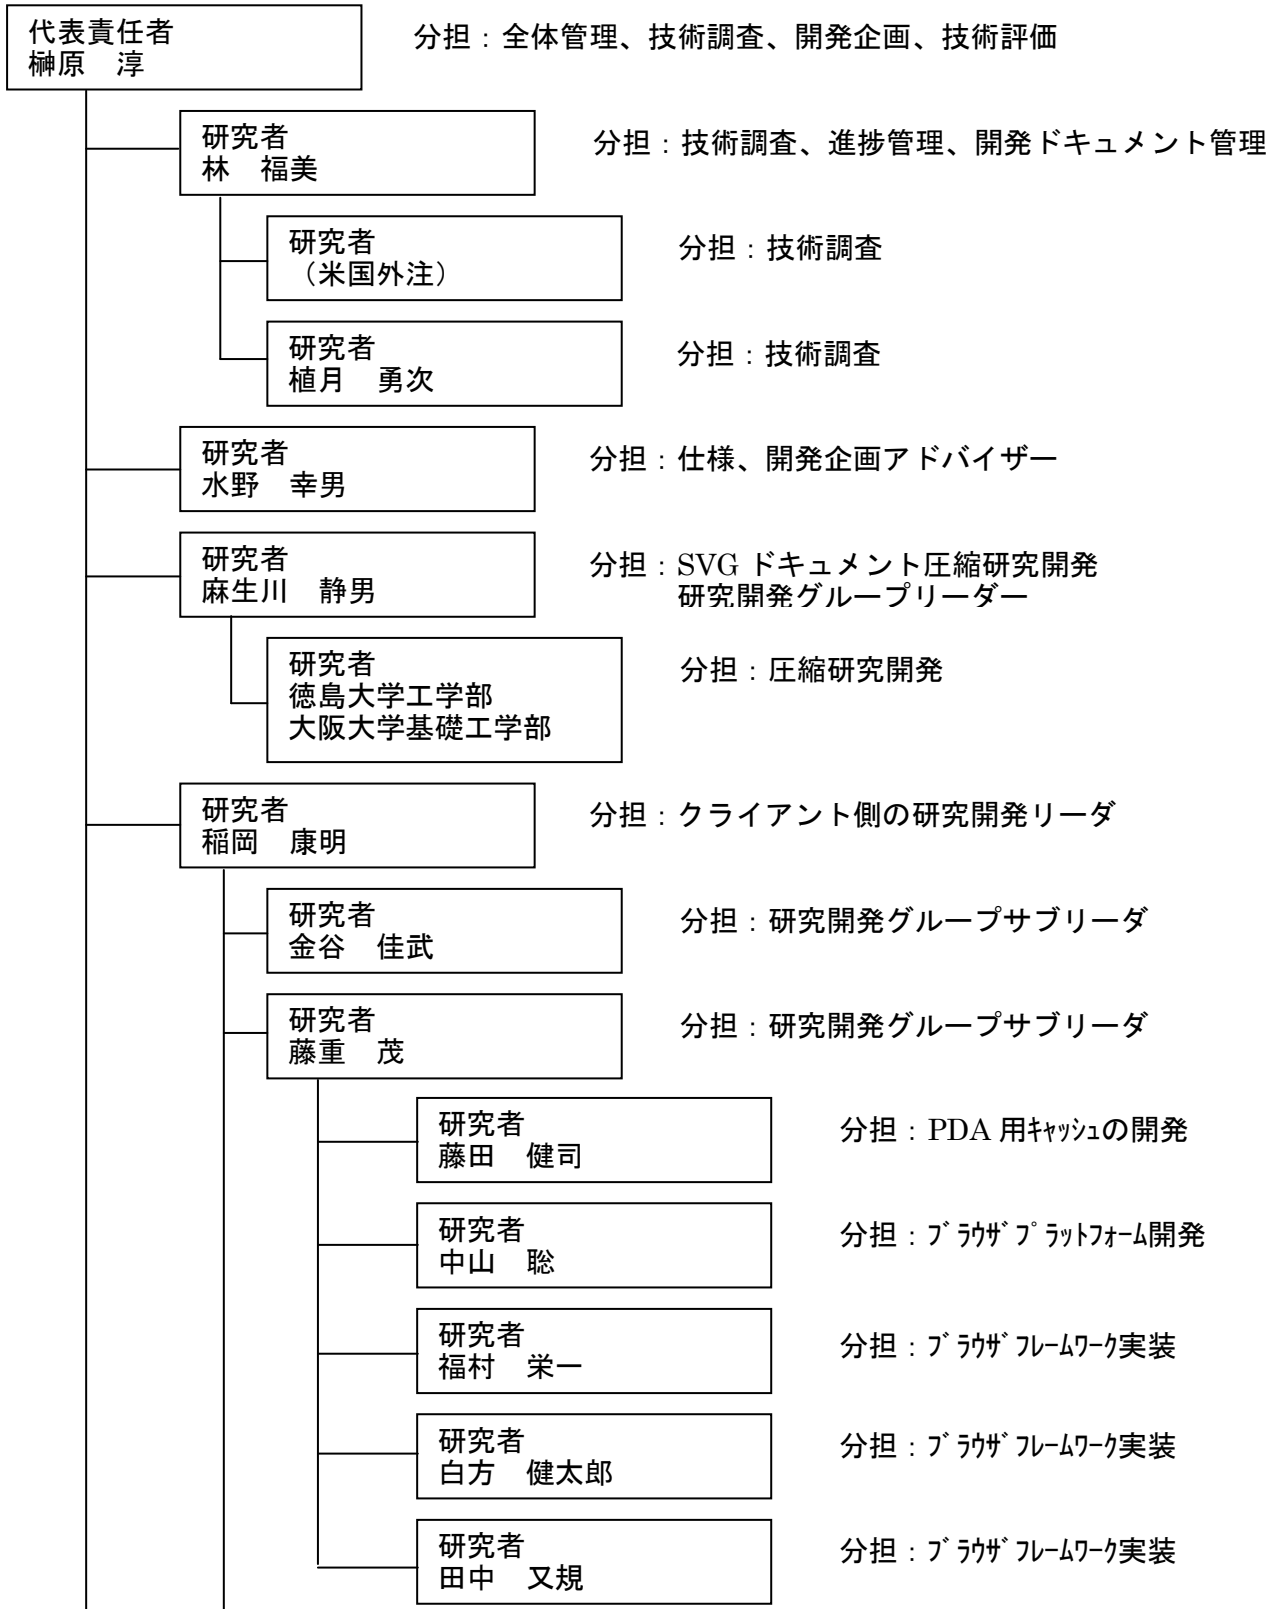 代表責任者
榊原　淳
分担：全体管理、技術調査、開発企画、技術評価
研究者
林　福美
分担：技術調査、進捗管理、開発ドキュメント管理
研究者
（米国外注）
分担：技術調査
研究者
植月　勇次
分担：技術調査
研究者
水野　幸男
分担：仕様、開発企画アドバイザー
研究者
麻生川　静男
分担：SVG ドキュメント圧縮研究開発
研究開発グループリーダー
研究者
徳島大学工学部
大阪大学基礎工学部
分担：圧縮研究開発
研究者
稲岡　康明
分担：クライアント側の研究開発リーダ
研究者
金谷　佳武
分担：研究開発グループサブリーダ
研究者
藤重　茂
分担：研究開発グループサブリーダ
研究者
藤田　健司
分担：PDA 用ｷｬｯｼｭの開発
研究者
中山　聡
分担：ﾌﾞﾗｳｻﾞﾌﾟﾗｯﾄﾌｫｰﾑ開発
研究者
福村　栄一
分担：ﾌﾞﾗｳｻﾞﾌﾚｰﾑﾜｰｸ実装
研究者
白方　健太郎
分担：ﾌﾞﾗｳｻﾞﾌﾚｰﾑﾜｰｸ実装
研究者
田中　又規
分担：ﾌﾞﾗｳｻﾞﾌﾚｰﾑﾜｰｸ実装